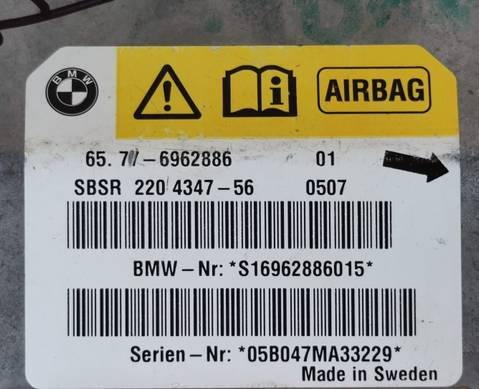 BMW
AIRBAG
65. 77-6962886 01
SBSR 220 4347-56 0507
BMW-Nr: *S16962886015*
Serien-Nr: *05B047MA33229*
Made in Sweden